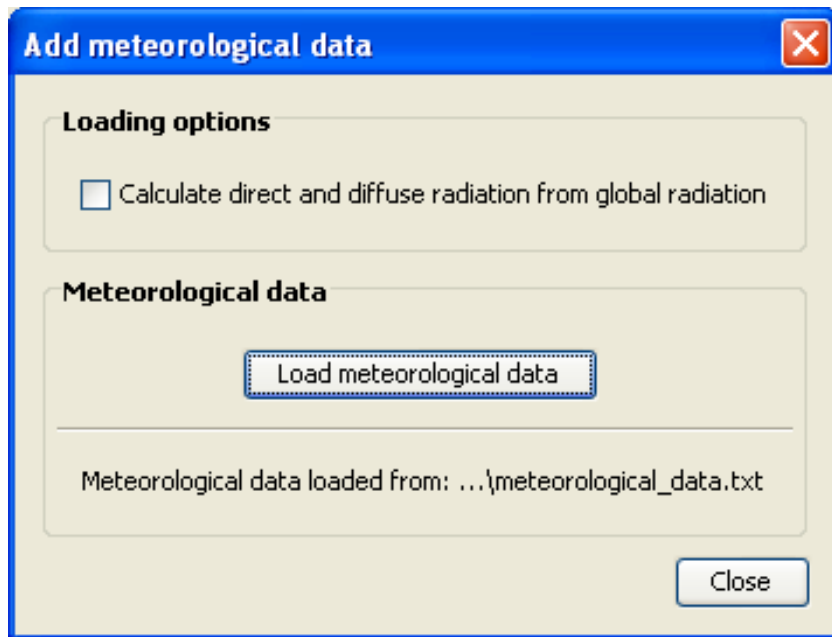 Add meteorological data
Loading options
Calculate direct and diffuse radiation from global radiation
Meteorological data
Load meteorological data
Meteorological data loaded from: ...\meteorological_data.txt
Close